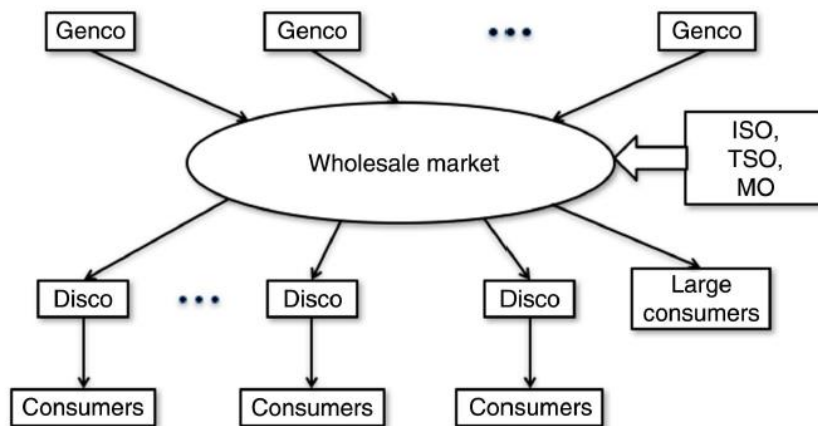 Genco
Genco
Genco
Wholesale market
ISO,
TSO,
MO
Disco
Disco
Disco
Large
consumers
Consumers
Consumers
Consumers